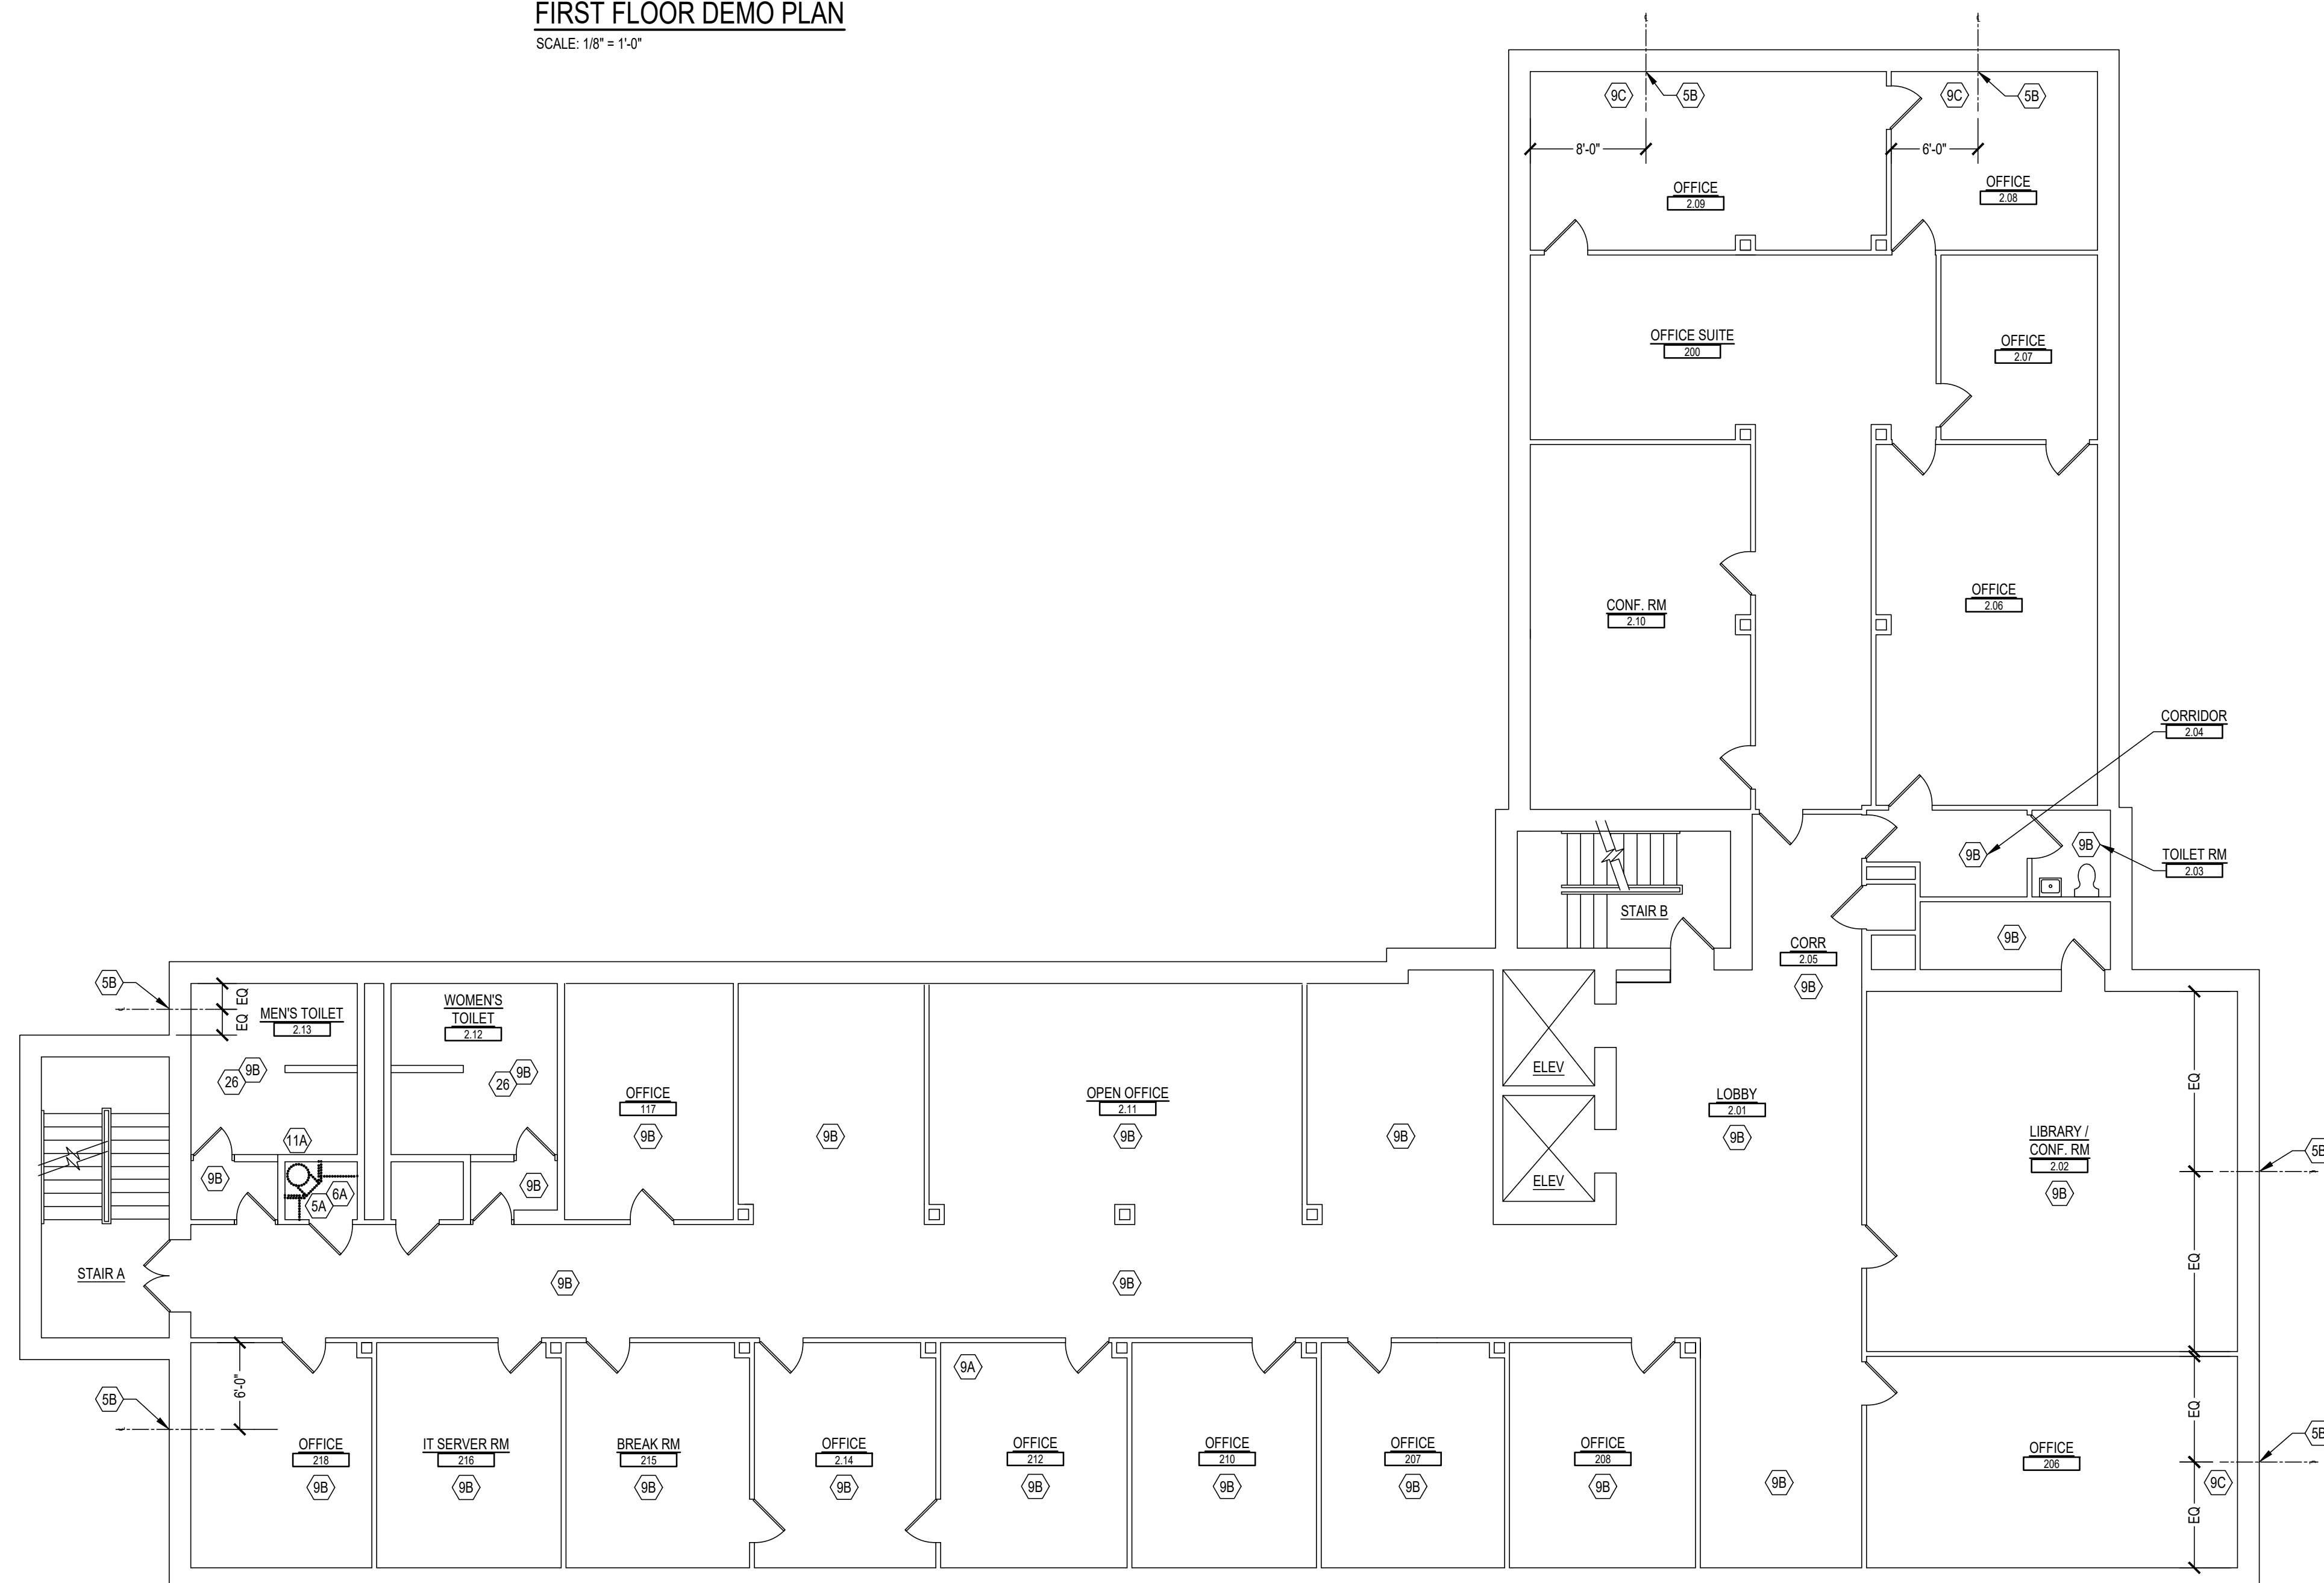 FIRST FLOOR DEMO PLAN
SCALE: 1/8" = 1'-0"
9C
5B
9C
5B
8'-0"
6'-0"
OFFICE
2.09
OFFICE
2.08
OFFICE SUITE
200
OFFICE
2.07
CONF. RM
2.10
OFFICE
2.06
CORRIDOR
2.04
9B
9B
TOILET RM
2.03
STAIR B
CORR
2.05
9B
9B
5B
EQ
EQ
MEN'S TOILET
2.13
WOMEN'S
TOILET
2.12
26
9B
26
9B
OFFICE
117
9B
9B
OPEN OFFICE
2.11
9B
9B
ELEV
ELEV
LOBBY
2.01
9B
EQ
LIBRARY /
CONF. RM
2.02
9B
5B
EQ
11A
9B
6A
5A
9B
STAIR A
9B
9B
6'-0"
5B
9A
OFFICE
218
9B
IT SERVER RM
216
9B
BREAK RM
215
9B
OFFICE
2.14
9B
OFFICE
212
9B
OFFICE
210
9B
OFFICE
207
9B
OFFICE
208
9B
9B
OFFICE
206
EQ
5B
9C
EQ